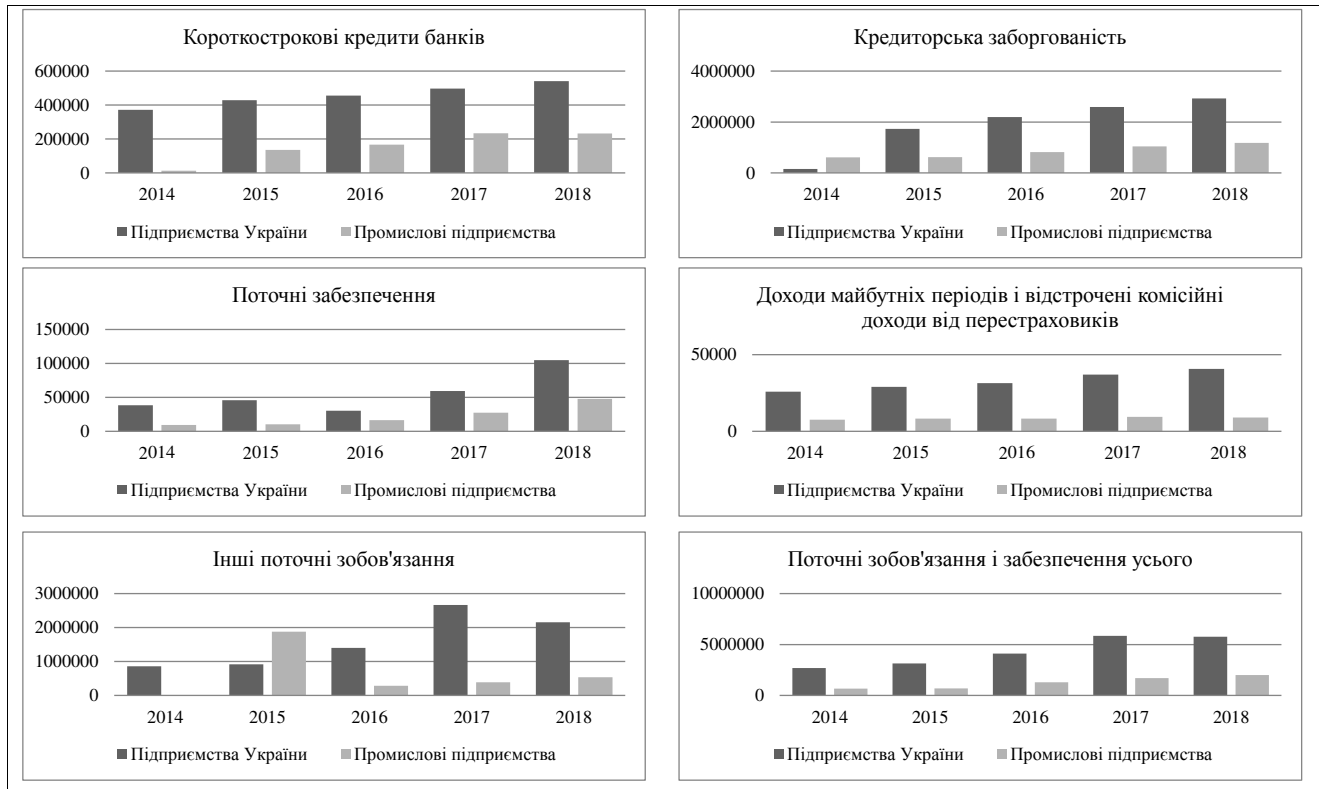 Короткострокові кредити банків
600000
400000
200000
0
2014 2015 2016 2017 2018
Підприємства України Промислові підприємства
Кредиторська заборгованість
4000000
2000000
0
2014 2015 2016 2017 2018
Підприємства України Промислові підприємства
Поточні забезпечення
150000
100000
50000
0
2014 2015 2016 2017 2018
Підприємства України Промислові підприємства
Доходи майбутніх періодів і відстрочені комісійні
доходи від перестраховиків
50000
0
2014 2015 2016 2017 2018
Підприємства України Промислові підприємства
Інші поточні зобов'язання
3000000
2000000
1000000
0
2014 2015 2016 2017 2018
Підприємства України Промислові підприємства
Поточні зобов'язання і забезпечення усього
10000000
5000000
0
2014 2015 2016 2017 2018
Підприємства України Промислові підприємства